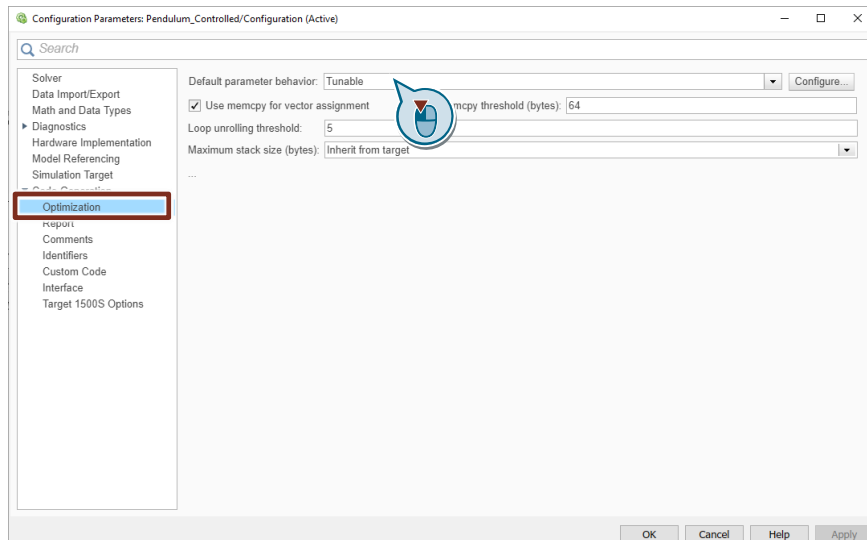 Configuration Parameters: Pendulum_Controlled/Configuration (Active)
Search
Solver
Data Import/Export
Math and Data Types
Diagnostics
Hardware Implementation
Model Referencing
Simulation Target
Code Generation
Optimization
Report
Comments
Identifiers
Custom Code
Interface
Target 1500S Options
Default parameter behavior: Tunable
Configure...
Use memcpy for vector assignment
mcpy threshold (bytes): 64
Loop unrolling threshold: 5
Maximum stack size (bytes): Inherit from target
...
OK Cancel Help Apply